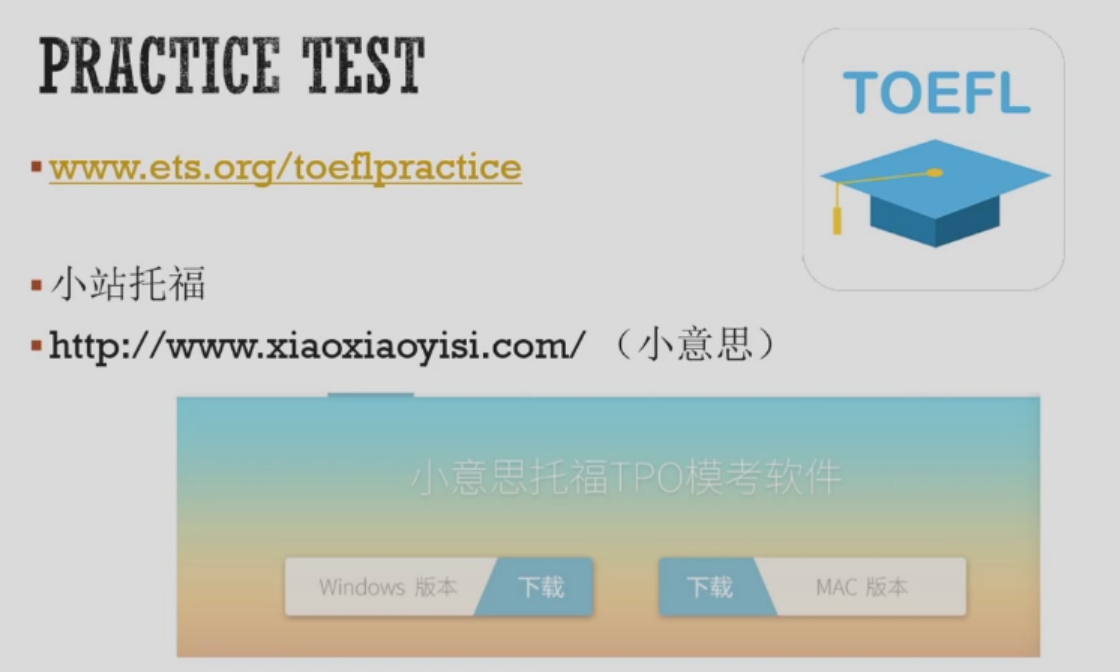 PRACTICE TEST
TOEFL
www.ets.org/toeflpractice
小站托福
http://www.xiaoxiaoyisi.com/ （小意思）
小意思托福TPO模考软件
Windows 版本 下载
下载 MAC 版本